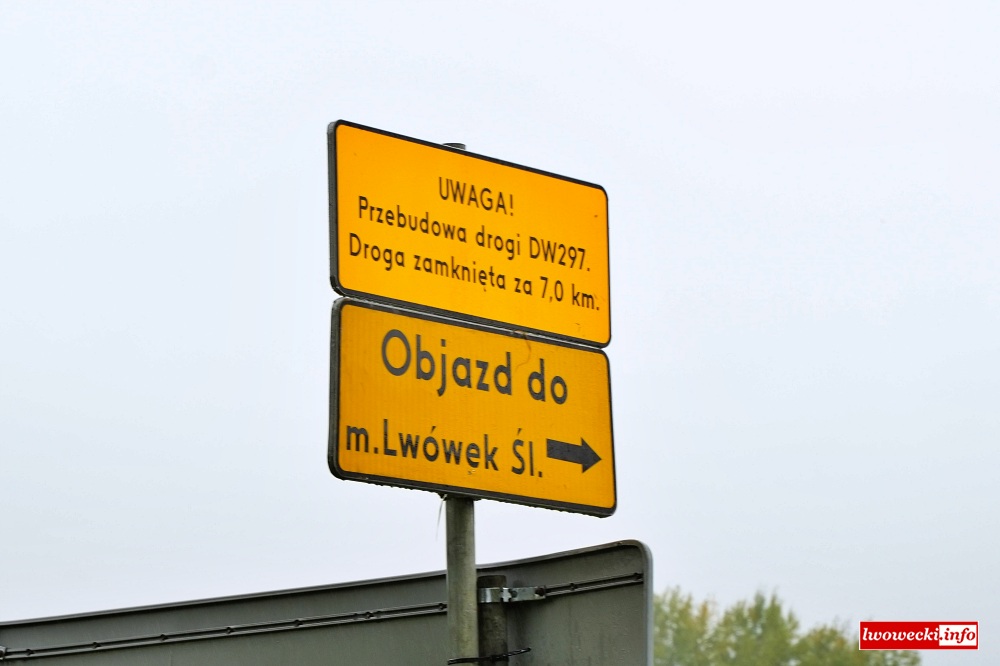 UWAGA!
Przebudowa drogi DW297.
Droga zamknięta za 7,0 km.
Objazd do
m.Lwówek Śl.
lwowecki.info